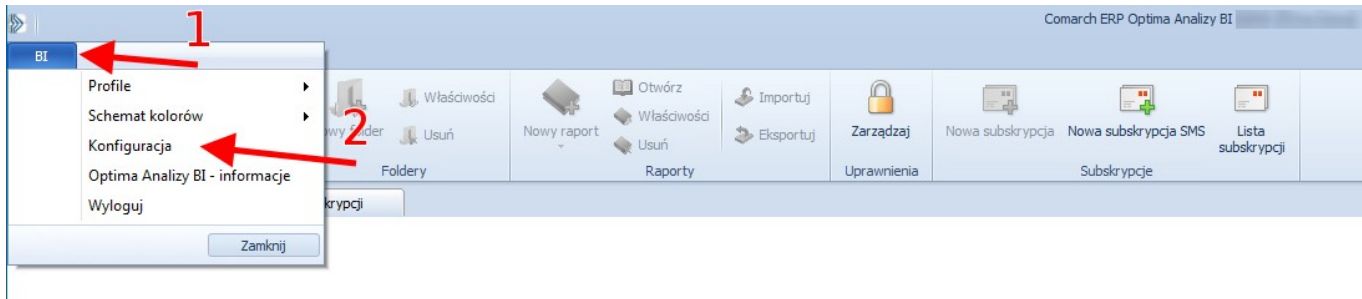 Comarch ERP Optima Analizy BI
1
BI
Profile
Schemat kolorów
Konfiguracja
Optima Analizy BI - informacje
Wyloguj
Zamknij
2
Właściwości
Usuń
Foldery
Nowy raport
Otwórz
Właściwości
Usuń
Importuj
Eksportuj
Raporty
Zarządzaj
Uprawnienia
Nowa subskrypcja
Nowa subskrypcja SMS
Lista
subskrypcji
Subskrypcje